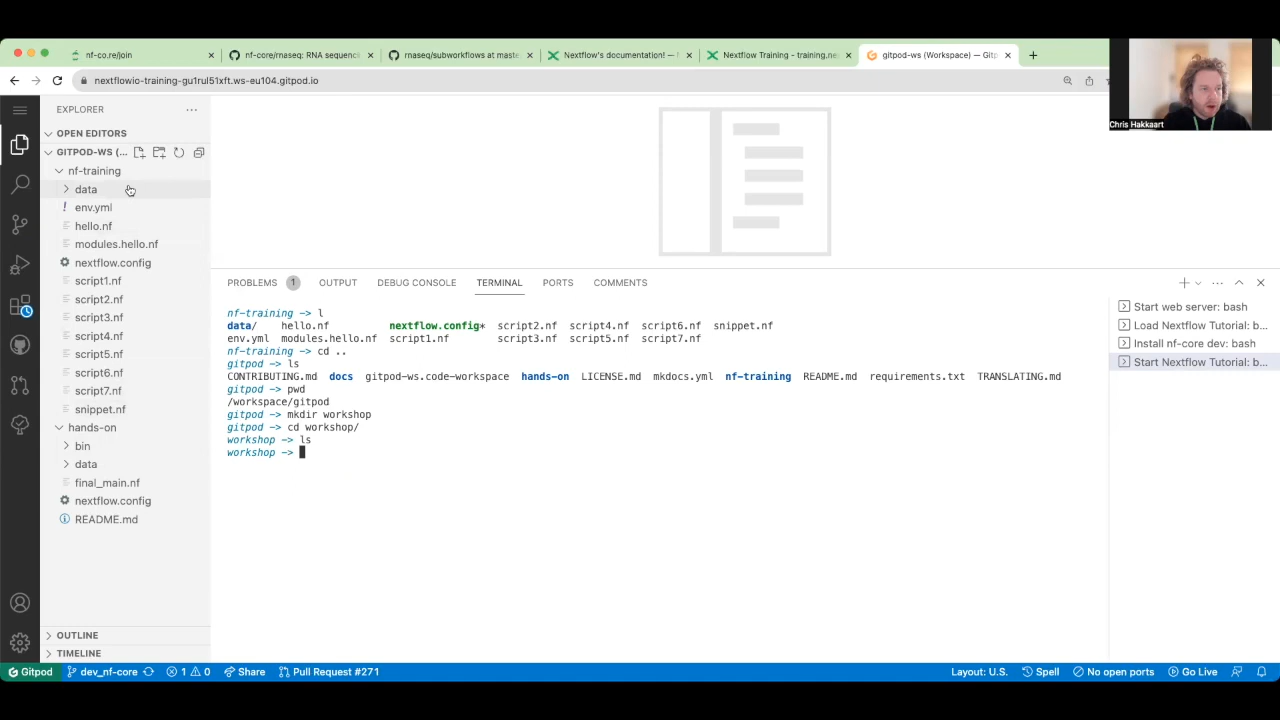 nf-co.re/join
nf-core/rnaseq: RNA sequenci
rnaseq/subworkflows at maste
Nextflow's documentation! — 
Nextflow Training - training.ne
gitpod-ws (Workspace) — Gitp
nextflowio-training-gu1rul51xft.ws-eu104.gitpod.io
Chris Hakkaart
EXPLORER
OPEN EDITORS
GITPOD-WS (...
nf-training
data
env.yml
hello.nf
modules.hello.nf
nextflow.config
script1.nf
script2.nf
script3.nf
script4.nf
script5.nf
script6.nf
script7.nf
snippet.nf
hands-on
bin
data
final_main.nf
nextflow.config
README.md
OUTLINE
TIMELINE
PROBLEMS 1 OUTPUT DEBUG CONSOLE TERMINAL PORTS COMMENTS
nf-training -> l
data/ hello.nf nextflow.config* script2.nf script4.nf script6.nf snippet.nf
env.yml modules.hello.nf script1.nf script3.nf script5.nf script7.nf
nf-training -> cd ..
gitpod -> ls
CONTRIBUTING.md docs gitpod-ws.code-workspace hands-on LICENSE.md mkdocs.yml nf-training README.md requirements.txt TRANSLATING.md
gitpod -> pwd
/workspace/gitpod
gitpod -> mkdir workshop
gitpod -> cd workshop/
workshop -> ls
workshop ->
Start web server: bash
Load Nextflow Tutorial: b...
Install nf-core dev: bash
Start Nextflow Tutorial: b...
Gitpod dev_nf-core 1 0 Share Pull Request #271 Layout: U.S. Spell No open ports Go Live